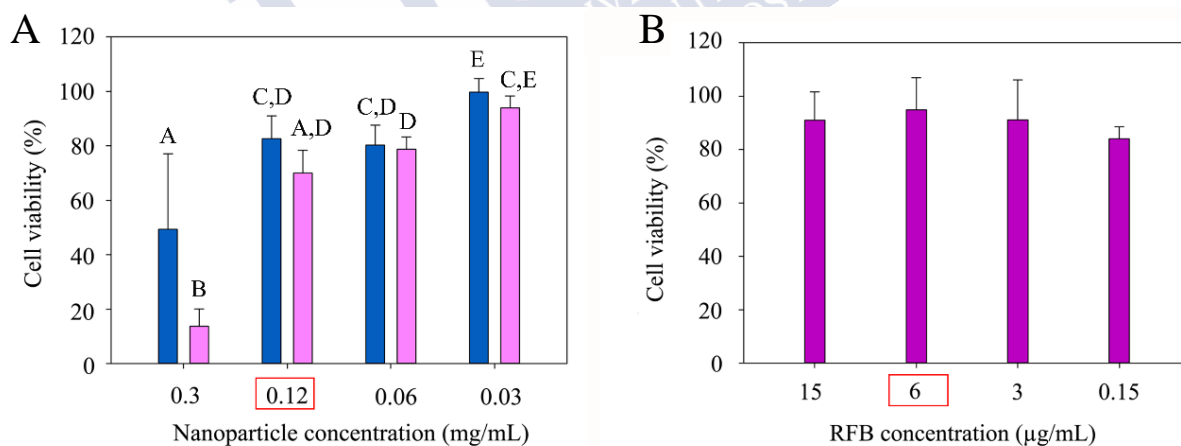 A
Cell viability (%)
120
100
80
60
40
20
0
A
B
C,D
A,D
C,D
D
E
C,E
0.3
0.12
0.06
0.03
Nanoparticle concentration (mg/mL)
B
Cell viability (%)
120
100
80
60
40
20
0
15
6
3
0.15
RFB concentration (µg/mL)